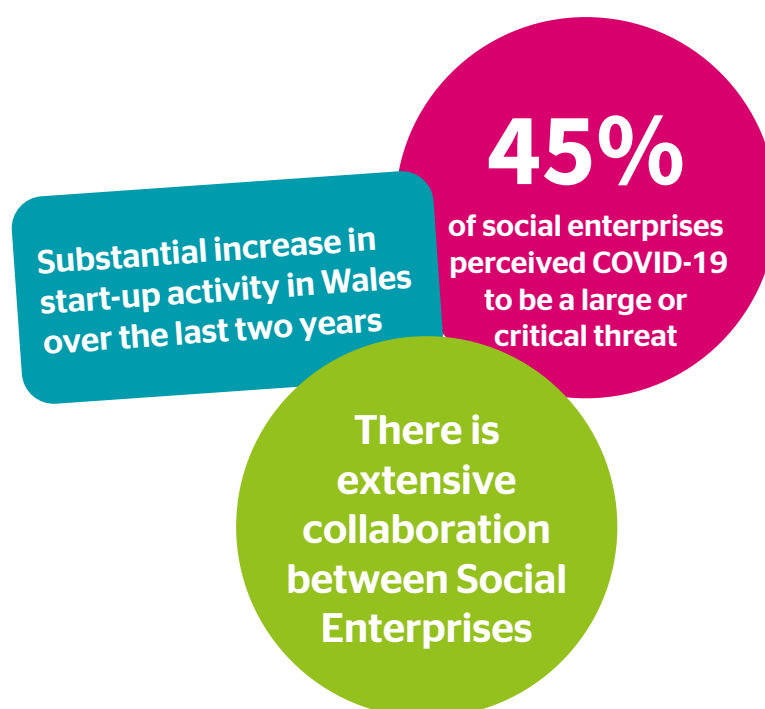 45%
of social enterprises
perceived COVID-19
to be a large or
critical threat
Substantial increase in
start-up activity in Wales
over the last two years
There is
extensive
collaboration
between Social
Enterprises